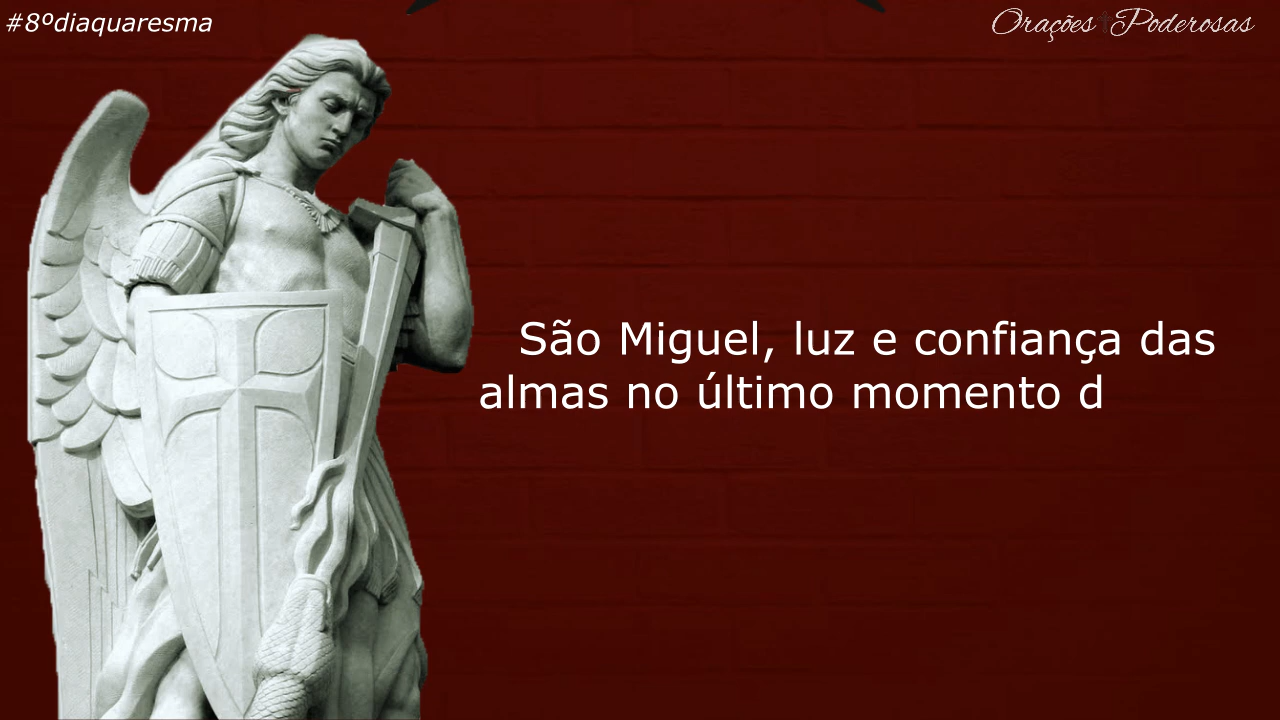 #8ºdiaquaresma
Orações Poderosas
São Miguel, luz e confiança das
almas no último momento d